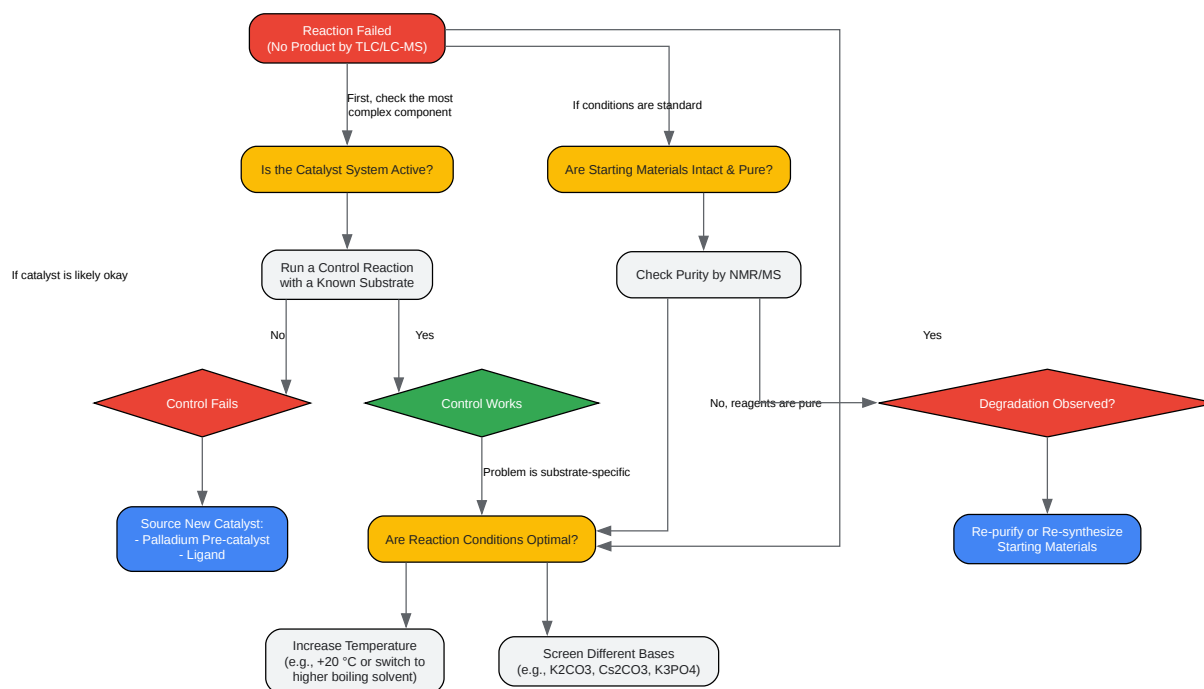 Reaction Failed
(No Product by TLC/LC-MS)
First, check the most
complex component
If conditions are standard
Is the Catalyst System Active?
Are Starting Materials Intact & Pure?
If catalyst is likely okay
Run a Control Reaction
with a Known Substrate
Check Purity by NMR/MS
No
Yes
Yes
Control Fails
Control Works
No, reagents are pure
Degradation Observed?
Problem is substrate-specific
Source New Catalyst:
- Palladium Pre-catalyst
- Ligand
Are Reaction Conditions Optimal?
Re-purify or Re-synthesize
Starting Materials
Increase Temperature
(e.g., +20 °C or switch to
higher boiling solvent)
Screen Different Bases
(e.g., K2CO3, Cs2CO3, K3PO4)